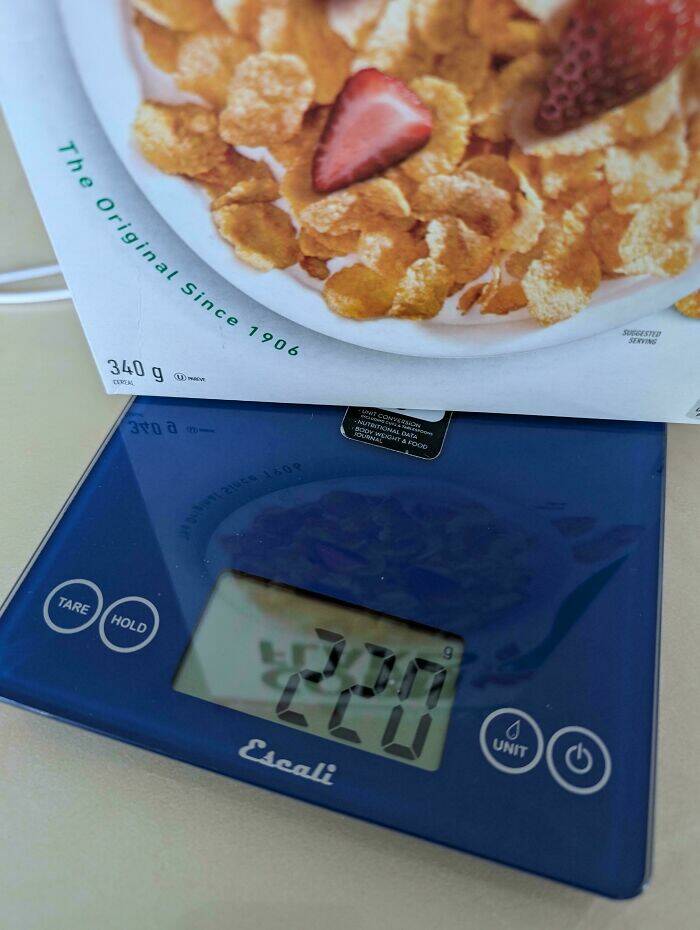 The Original Since 1906
340 g
CEREAL
U PAREVE
SUGGESTED
SERVING
- UNIT CONVERSION
- NUTRITIONAL DATA
- BODY WEIGHT & FOOD
JOURNAL
TARE
HOLD
g
220
UNIT
Escali